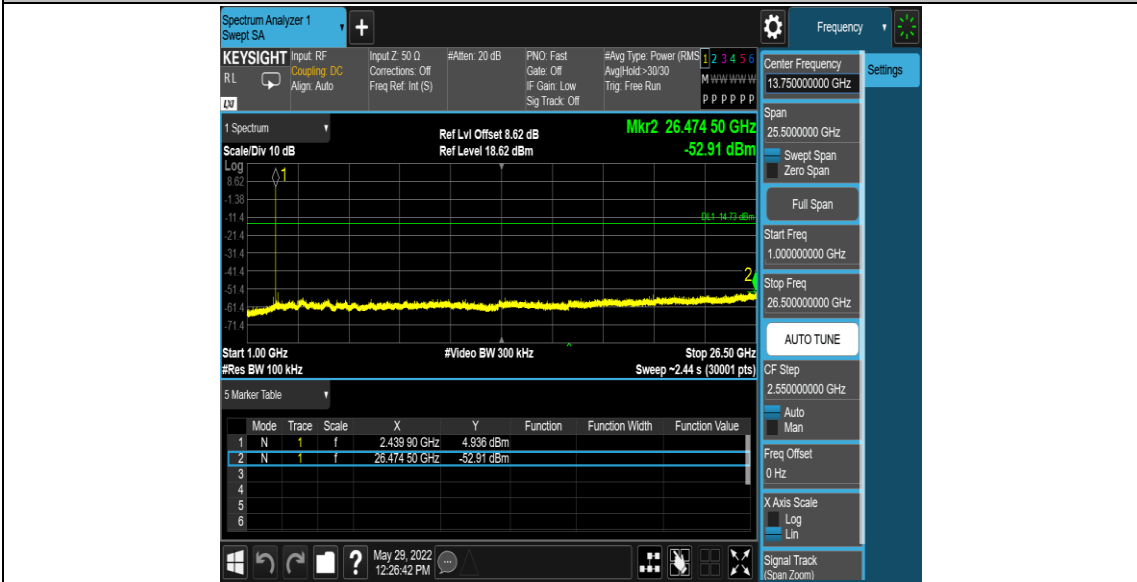 Spectrum Analyzer 1
Swept SA
+
Frequency
KEYSIGHT
RL
LXI
Input: RF
Coupling: DC
Align: Auto
Input Z: 50 Ω
Corrections: Off
Freq Ref: Int (S)
#Atten: 20 dB
PNO: Fast
Gate: Off
IF Gain: Low
Sig Track: Off
#Avg Type: Power (RMS
Avg|Hold:>30/30
Trig: Free Run
1 2 3 4 5 6
M W W W W W
P P P P P P
1 Spectrum
Scale/Div 10 dB
Ref Lvl Offset 8.62 dB
Ref Level 18.62 dBm
Mkr2 26.474 50 GHz
-52.91 dBm
Log
8.62
-1.38
-11.4
-21.4
-31.4
-41.4
-51.4
-61.4
-71.4
1
DL1 -14.73 dBm
2
Start 1.00 GHz
#Video BW 300 kHz
Stop 26.50 GHz
#Res BW 100 kHz
Sweep ~2.44 s (30001 pts)
5 Marker Table
Mode Trace Scale X Y Function Function Width Function Value
1 N 1 f 2.439 90 GHz 4.936 dBm
2 N 1 f 26.474 50 GHz -52.91 dBm
3
4
5
6
?
May 29, 2022
12:26:42 PM
Center Frequency
13.750000000 GHz
Settings
Span
25.5000000 GHz
Swept Span
Zero Span
Full Span
Start Freq
1.000000000 GHz
Stop Freq
26.500000000 GHz
AUTO TUNE
CF Step
2.550000000 GHz
Auto
Man
Freq Offset
0 Hz
X Axis Scale
Log
Lin
Signal Track
(Span Zoom)